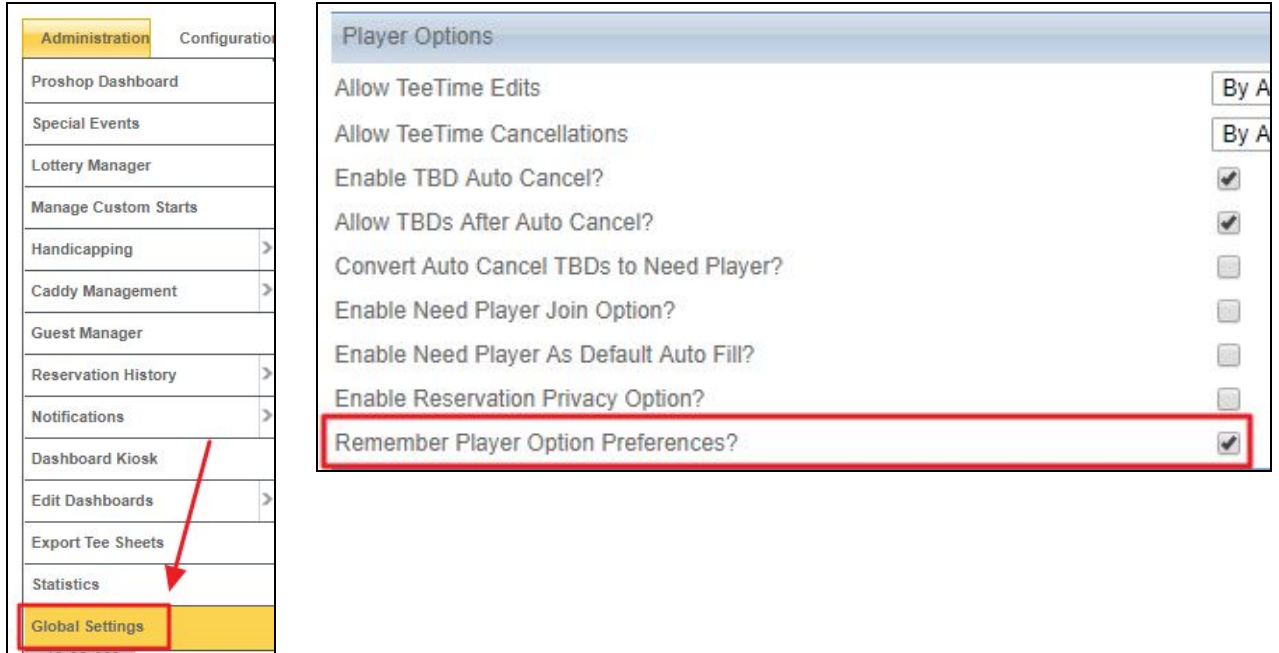 Administration Configuratio
Proshop Dashboard
Special Events
Lottery Manager
Manage Custom Starts
Handicapping
Caddy Management
Guest Manager
Reservation History
Notifications
Dashboard Kiosk
Edit Dashboards
Export Tee Sheets
Statistics
Global Settings
Player Options
Allow TeeTime Edits By A
Allow TeeTime Cancellations By A
Enable TBD Auto Cancel?
Allow TBDs After Auto Cancel?
Convert Auto Cancel TBDs to Need Player?
Enable Need Player Join Option?
Enable Need Player As Default Auto Fill?
Enable Reservation Privacy Option?
Remember Player Option Preferences?